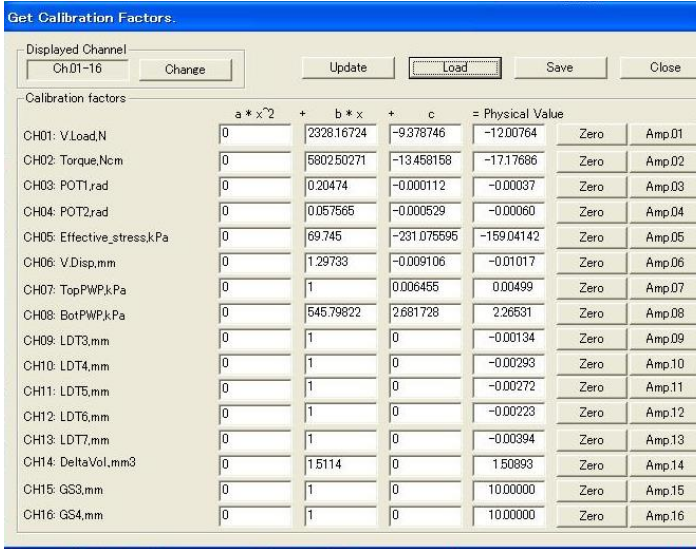 Get Calibration Factors.
Displayed Channel
Ch.01-16 Change Update Load Save Close
Calibration factors
a * x^2 + b * x + c = Physical Value
CH01: V.Load,N 0 2328.16724 -9.378746 -12.00764 Zero Amp.01
CH02: Torque,Ncm 0 5802.50271 -13.458158 -17.17686 Zero Amp.02
CH03: POT1,rad 0 0.20474 -0.000112 -0.00037 Zero Amp.03
CH04: POT2,rad 0 0.057565 -0.000529 -0.00060 Zero Amp.04
CH05: Effective_stress,kPa 0 69.745 -231.075595 -159.04142 Zero Amp.05
CH06: V.Disp,mm 0 1.29733 -0.009106 -0.01017 Zero Amp.06
CH07: TopPWP,kPa 0 1 0.006455 0.00499 Zero Amp.07
CH08: BotPWP,kPa 0 545.79822 2.681728 2.26531 Zero Amp.08
CH09: LDT3,mm 0 1 0 -0.00134 Zero Amp.09
CH10: LDT4,mm 0 1 0 -0.00293 Zero Amp.10
CH11: LDT5,mm 0 1 0 -0.00272 Zero Amp.11
CH12: LDT6,mm 0 1 0 -0.00223 Zero Amp.12
CH13: LDT7,mm 0 1 0 -0.00394 Zero Amp.13
CH14: DeltaVol,mm3 0 1.5114 0 1.50893 Zero Amp.14
CH15: GS3,mm 0 1 0 10.00000 Zero Amp.15
CH16: GS4,mm 0 1 0 10.00000 Zero Amp.16